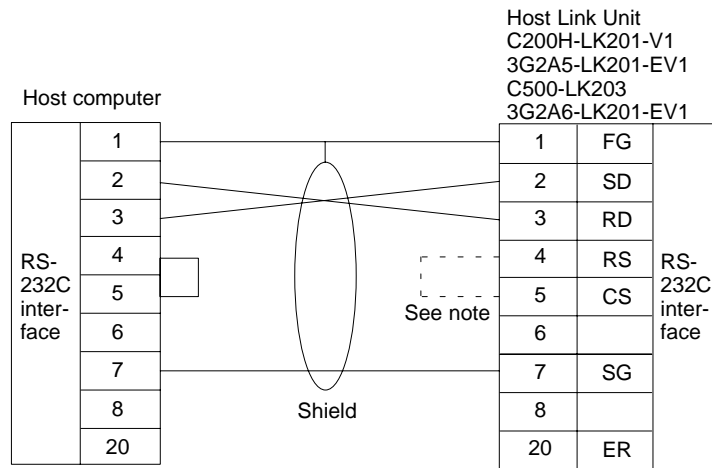 Host Link Unit
C200H-LK201-V1
3G2A5-LK201-EV1
C500-LK203
3G2A6-LK201-EV1
Host computer
RS-
232C
inter-
face
1
2
3
4
5
6
7
8
20
Shield
See note
1 FG
2 SD
3 RD
4 RS
5 CS
6
7 SG
8
20 ER
RS-
232C
inter-
face